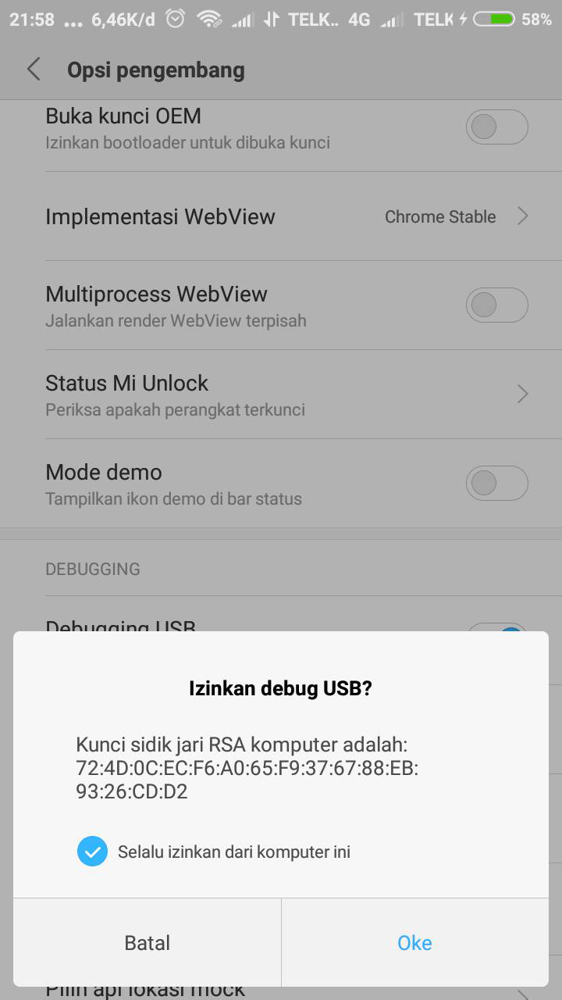 21:58 ... 6,46K/d TELK.. 4G TELK 58%
Opsi pengembang
Buka kunci OEM
Izinkan bootloader untuk dibuka kunci
Implementasi WebView Chrome Stable
Multiprocess WebView
Jalankan render WebView terpisah
Status Mi Unlock
Periksa apakah perangkat terkunci
Mode demo
Tampilkan ikon demo di bar status
DEBUGGING
Debugging USB
Izinkan debug USB?
Kunci sidik jari RSA komputer adalah:
72:4D:0C:EC:F6:A0:65:F9:37:67:88:EB:
93:26:CD:D2
Selalu izinkan dari komputer ini
Batal Oke
Pilih api lokasi mock